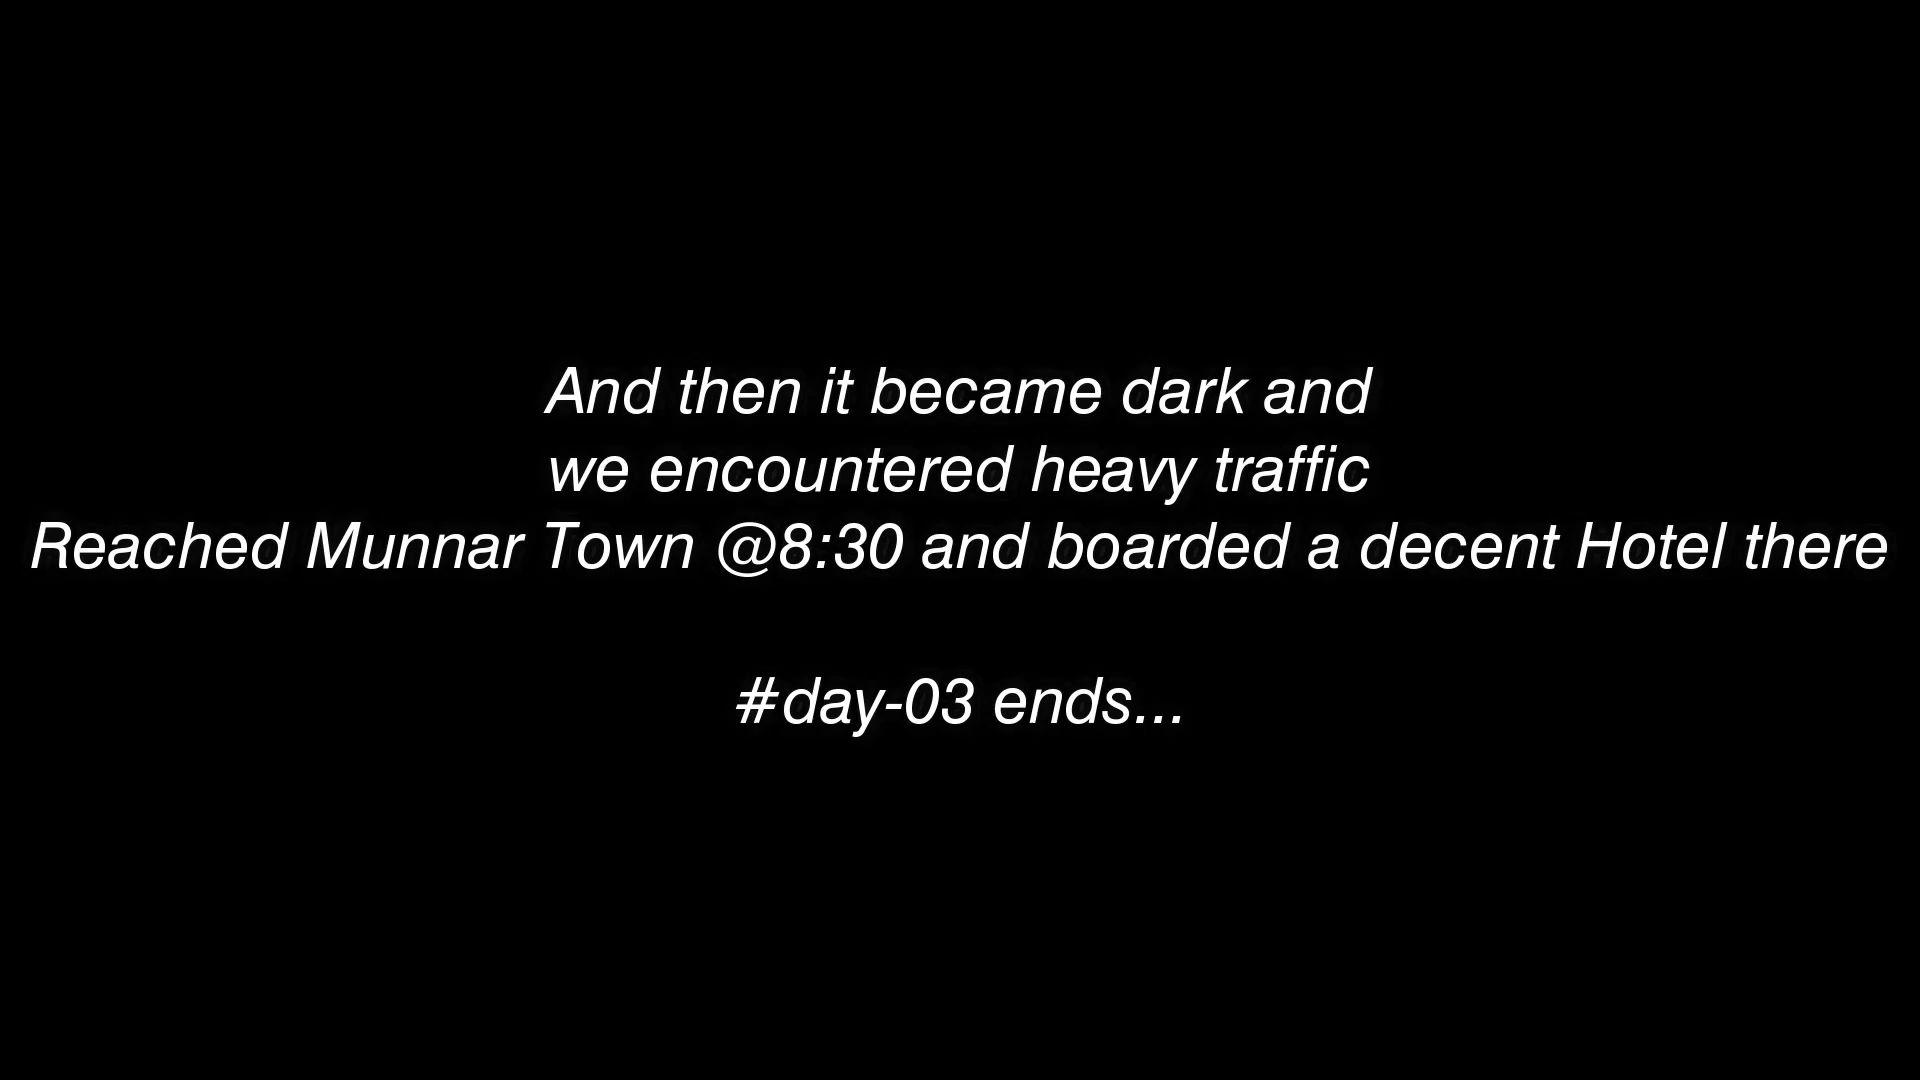 And then it became dark and
we encountered heavy traffic
Reached Munnar Town @8:30 and boarded a decent Hotel there
#day-03 ends...